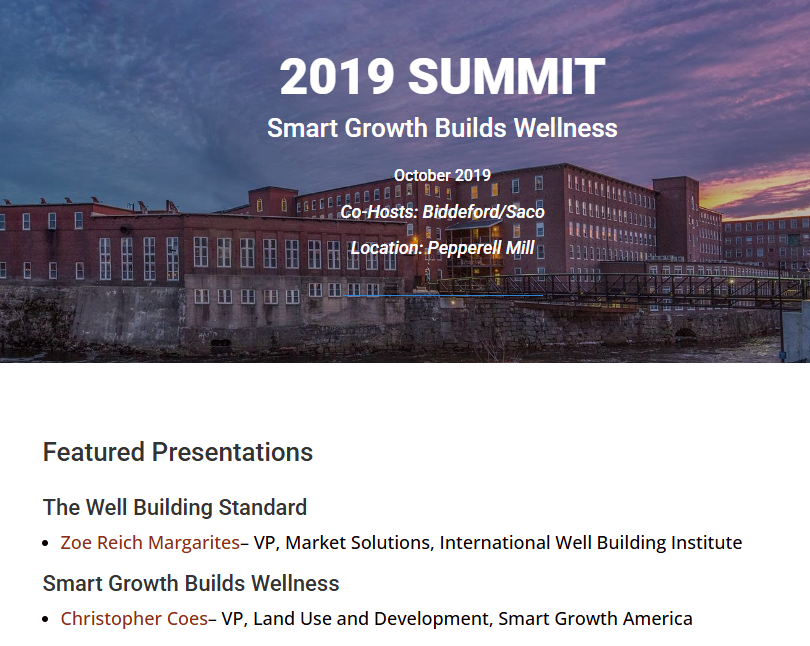 2019 SUMMIT
Smart Growth Builds Wellness
October 2019
Co-Hosts: Biddeford/Saco
Location: Pepperell Mill
Featured Presentations
The Well Building Standard
• Zoe Reich Margarites– VP, Market Solutions, International Well Building Institute
Smart Growth Builds Wellness
• Christopher Coes– VP, Land Use and Development, Smart Growth America